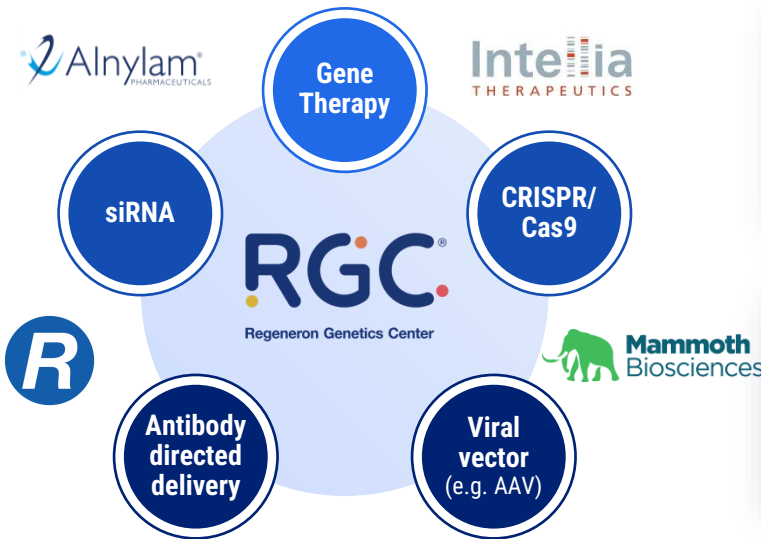 Alnylam®
PHARMACEUTICALS
Gene
Therapy
Intellia
THERAPEUTICS
siRNA
CRISPR/
Cas9
RGC®
Regeneron Genetics Center
R
Mammoth
Biosciences
Antibody
directed
delivery
Viral
vector
(e.g. AAV)